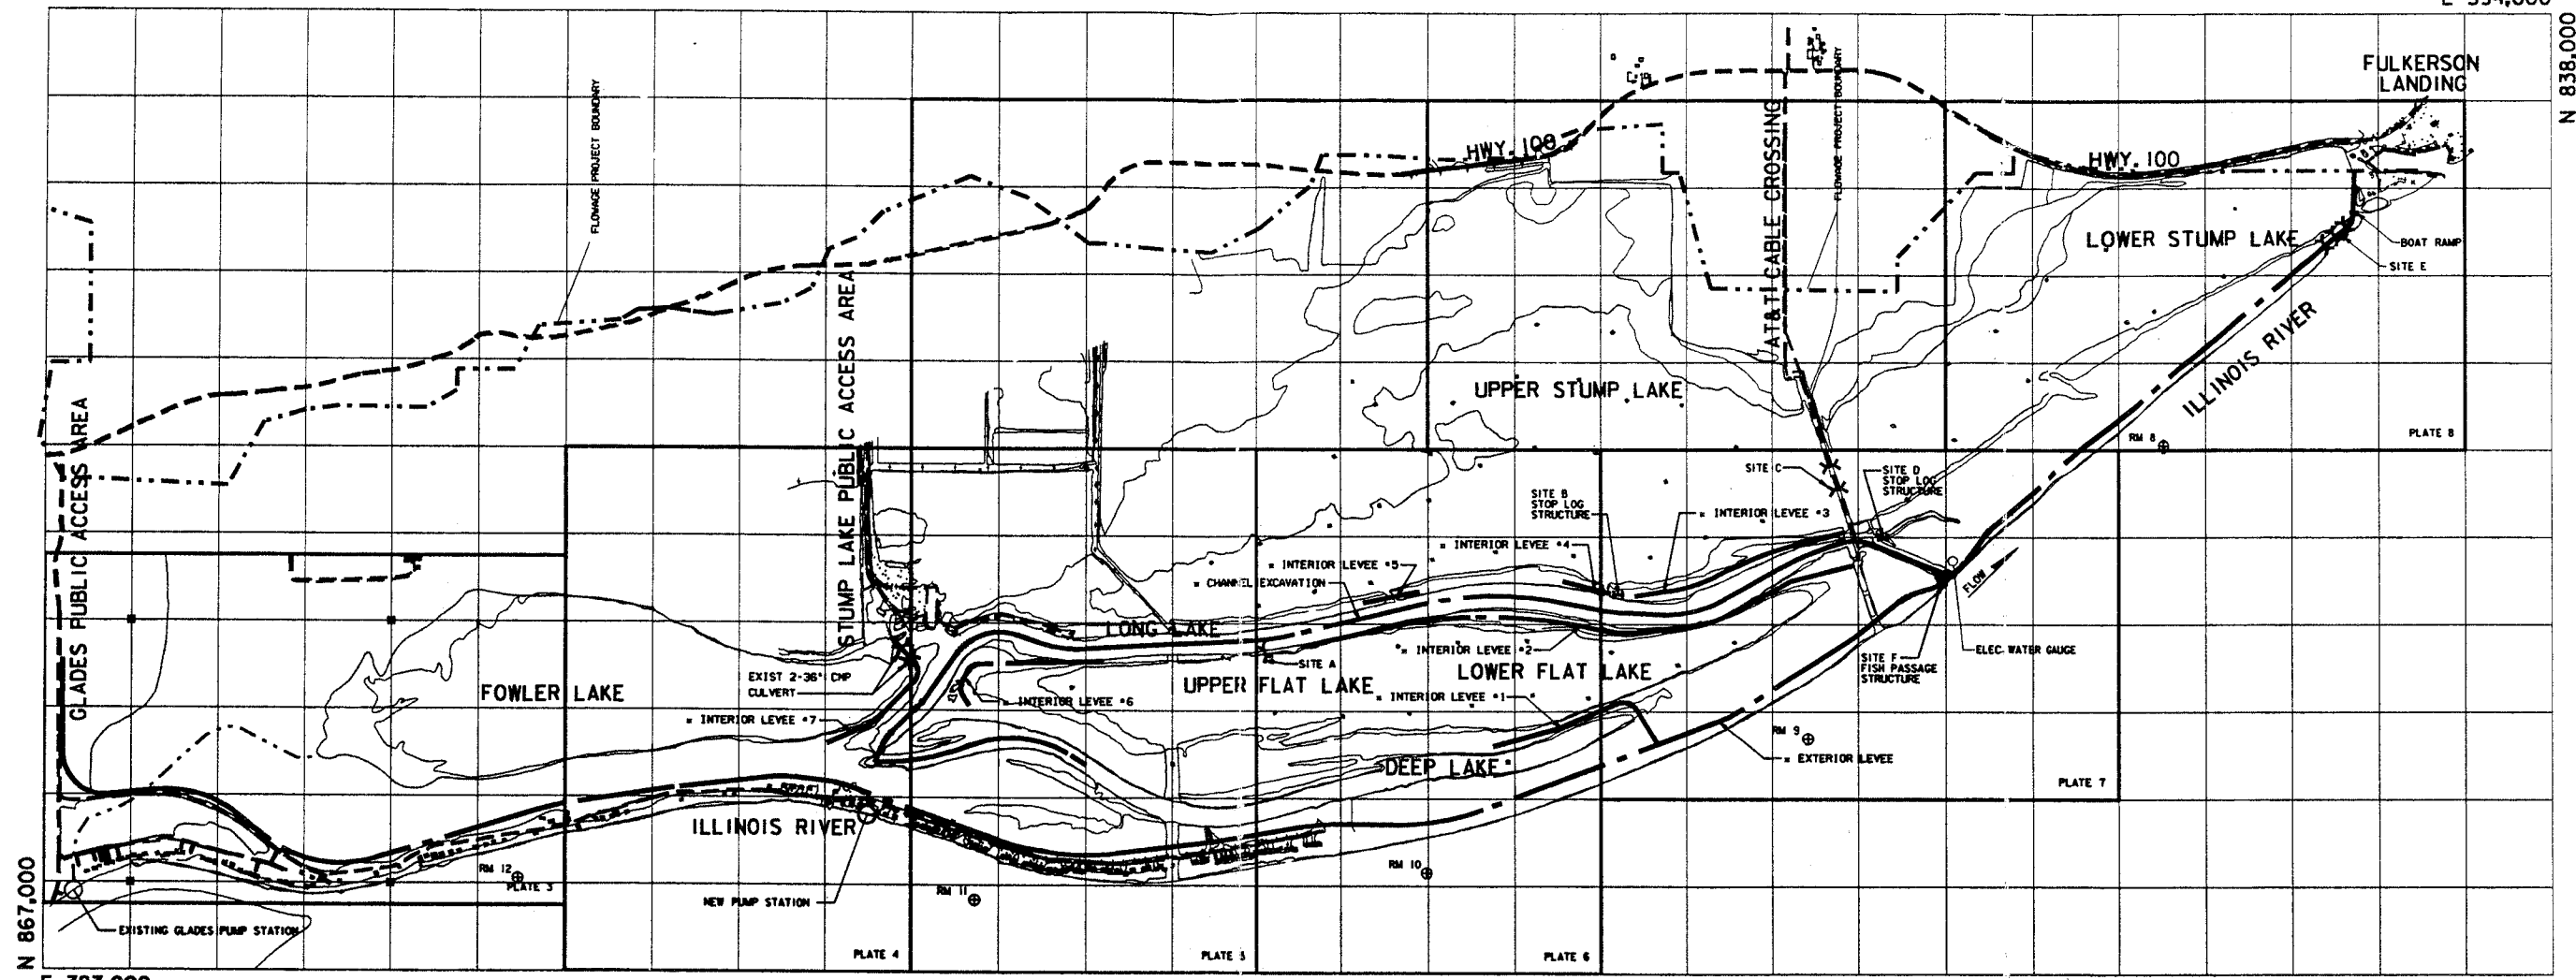 N 838,000
FULKERSON
LANDING
FLOWAGE PROJECT BOUNDARY
FLOWAGE PROJECT BOUNDARY
HWY. 100
HWY. 100
AT&T CABLE CROSSING
LOWER STUMP LAKE
BOAT RAMP
SITE E
ILLINOIS RIVER
STUMP LAKE PUBLIC ACCESS AREA
GLADES PUBLIC ACCESS AREA
UPPER STUMP LAKE
RM 8
PLATE 8
SITE C
SITE D
STOP LOG
STRUCTURE
SITE B
STOP LOG
STRUCTURE
* INTERIOR LEVEE #3
* INTERIOR LEVEE #4
* INTERIOR LEVEE #5
* CHANNEL EXCAVATION
FLOW
LONG LAKE
* INTERIOR LEVEE #2
ELEC. WATER GAUGE
SITE A
SITE F
FISH PASSAGE
STRUCTURE
EXIST 2-36" CMP
CULVERT
FOWLER LAKE
UPPER FLAT LAKE
LOWER FLAT LAKE
* INTERIOR LEVEE #1
* INTERIOR LEVEE #6
* INTERIOR LEVEE #7
RM 9
* EXTERIOR LEVEE
DEEP LAKE
PLATE 7
ILLINOIS RIVER
RM 12
PLATE 3
RM 11
RM 10
NEW PUMP STATION
EXISTING GLADES PUMP STATION
PLATE 4
PLATE 5
PLATE 6
N 867,000